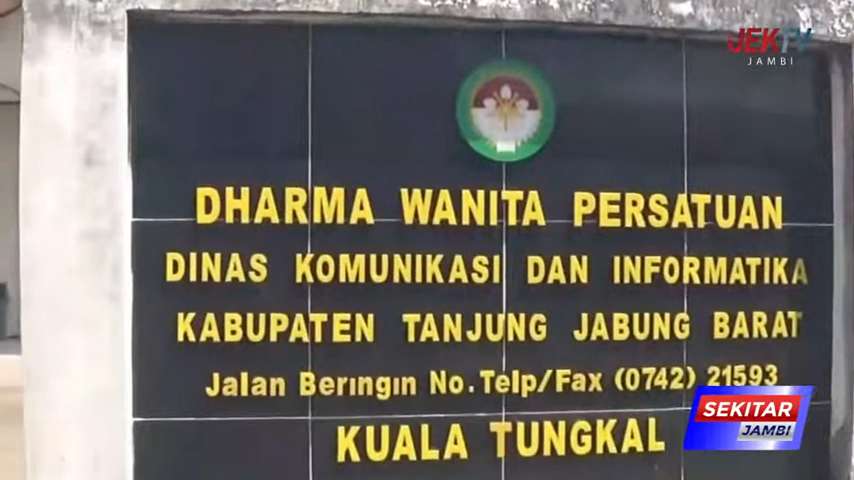 JEKTV
JAMBI
DHARMA WANITA PERSATUAN
DINAS KOMUNIKASI DAN INFORMATIKA
KABUPATEN TANJUNG JABUNG BARAT
Jalan Beringin No. Telp/Fax (0742) 21593
KUALA TUNGKAL
SEKITAR
JAMBI